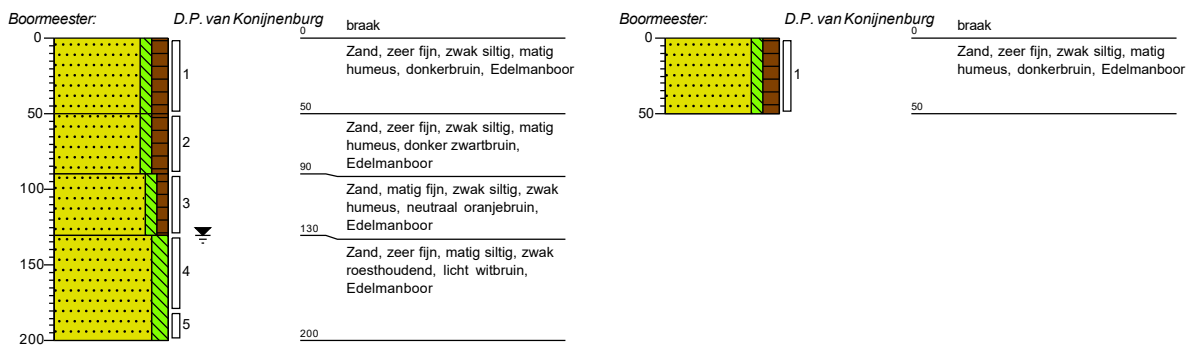 Boormeester: D.P. van Konijnenburg
0
50
100
150
200
1
2
3
4
5
0 braak
Zand, zeer fijn, zwak siltig, matig
humeus, donkerbruin, Edelmanboor
50
Zand, zeer fijn, zwak siltig, matig
humeus, donker zwartbruin,
Edelmanboor
90
Zand, matig fijn, zwak siltig, zwak
humeus, neutraal oranjebruin,
Edelmanboor
130
Zand, zeer fijn, matig siltig, zwak
roesthoudend, licht witbruin,
Edelmanboor
200
Boormeester: D.P. van Konijnenburg
0
50
1
0 braak
Zand, zeer fijn, zwak siltig, matig
humeus, donkerbruin, Edelmanboor
50